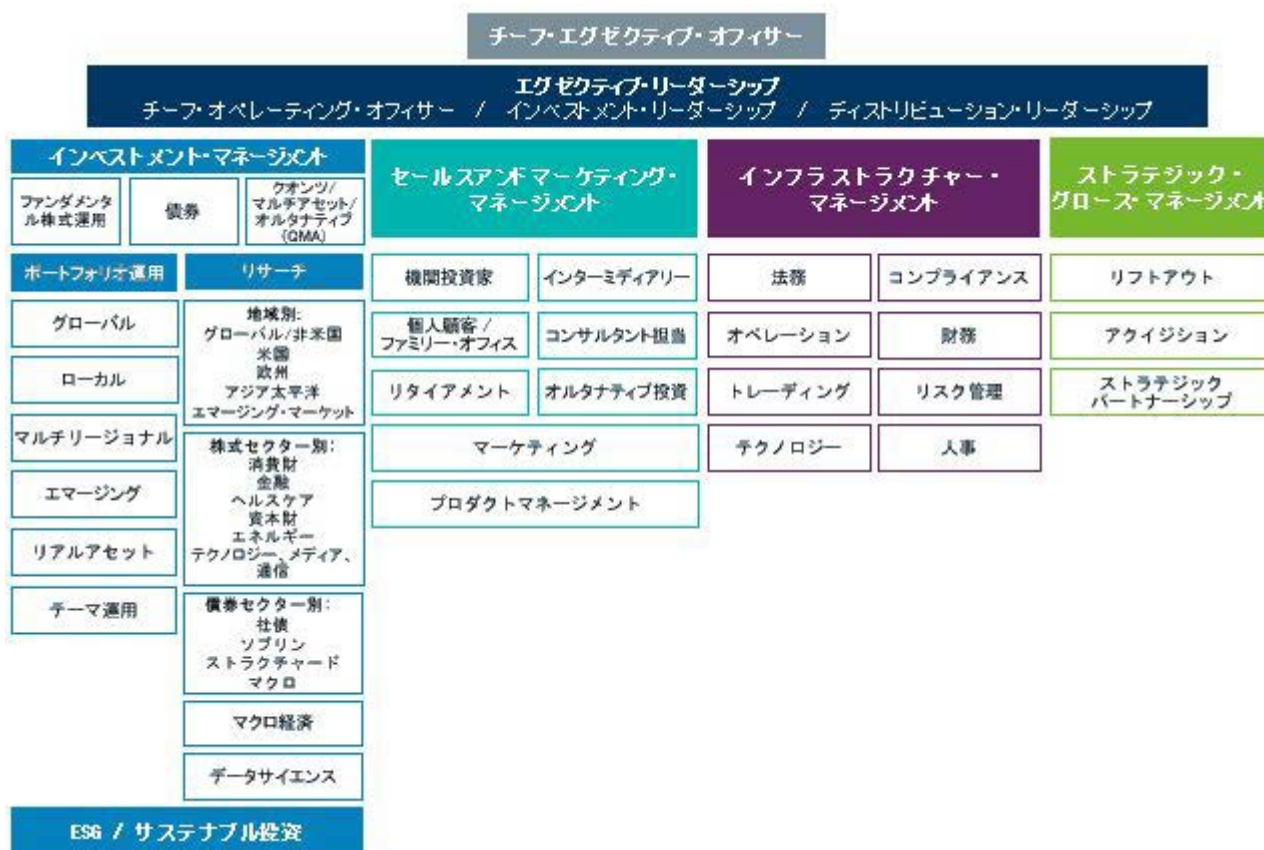 チーフ・エグゼクティブ・オフィサー
エグゼクティブ・リーダーシップ
チーフ・オペレーティング・オフィサー / インベストメント・リーダーシップ / ディストリビューション・リーダーシップ
インベストメント・マネージメント
ファンダメンタ
ル株式運用
債券
クオンツ/
マルチアセット/
オルタナティブ
(QMA)
ポートフォリオ運用
グローバル
ローカル
マルチリージョナル
エマージング
リアルアセット
テーマ運用
リサーチ
地域別:
グローバル/非米国
米国
欧州
アジア太平洋
エマージング・マーケット
株式セクター別:
消費財
金融
ヘルスケア
資本財
エネルギー
テクノロジー、メディア、
通信
債券セクター別:
社債
ソブリン
ストラクチャード
マクロ
マクロ経済
データサイエンス
ESG / サステナブル投資
セールスアンドマーケティング・
マネージメント
機関投資家
インターミディアリー
個人顧客 /
ファミリー・オフィス
コンサルタント担当
リタイアメント
オルタナティブ投資
マーケティング
プロダクトマネージメント
インフラストラクチャー・
マネージメント
法務
コンプライアンス
オペレーション
財務
トレーディング
リスク管理
テクノロジー
人事
ストラテジック・
グロース・マネージメント
リフトアウト
アクイジション
ストラテジック
パートナーシップ